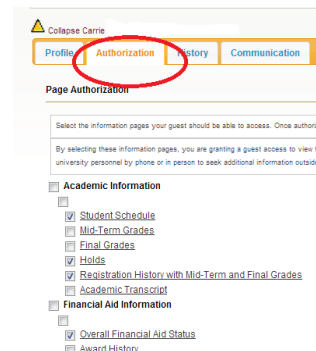 Collapse Carrie
Profile Authorization History Communication
Page Authorization
Select the information pages your guest should be able to access. Once authori
By selecting these information pages, you are granting a guest access to view t
university personnel by phone or in person to seek additional information outsid
Academic Information
Student Schedule
Mid-Term Grades
Final Grades
Holds
Registration History with Mid-Term and Final Grades
Academic Transcript
Financial Aid Information
Overall Financial Aid Status
Award History